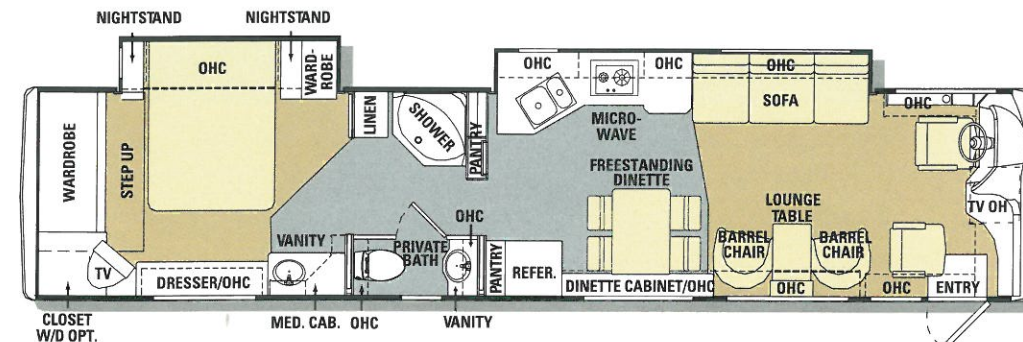 NIGHTSTAND
NIGHTSTAND
OHC
WARD-
ROBE
WARDROBE
STEP UP
LINEN
SHOWER
PANTRY
OHC
OHC
MICRO-
WAVE
OHC
SOFA
OHC
FREESTANDING
DINETTE
LOUNGE
TABLE
TV OH
BARREL
CHAIR
BARREL
CHAIR
OHC
PRIVATE
BATH
VANITY
TV
DRESSER/OHC
PANTRY
REFER.
DINETTE CABINET/OHC
OHC
OHC
ENTRY
CLOSET
W/D OPT.
MED. CAB.
OHC
VANITY